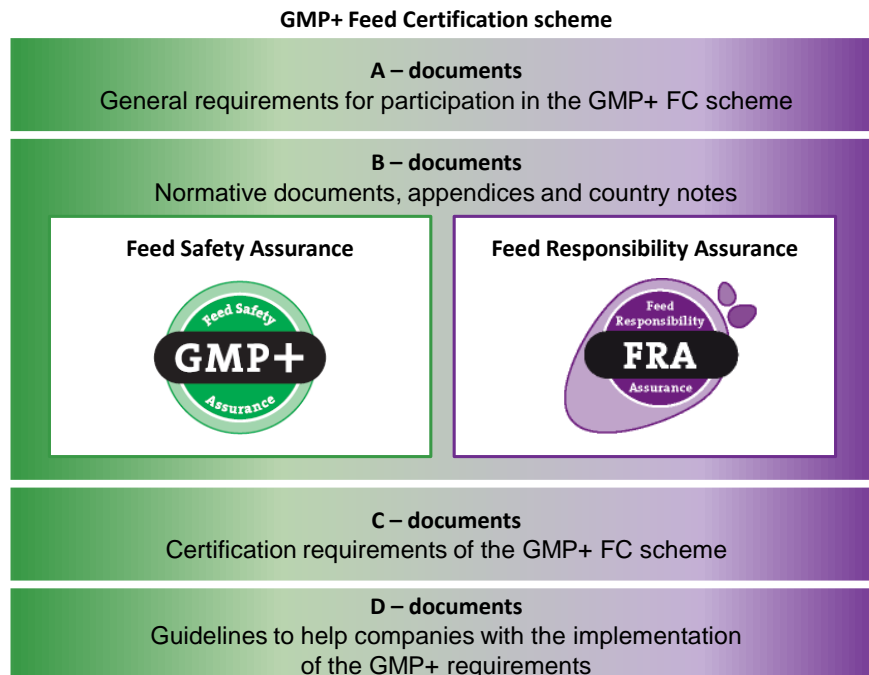 GMP+ Feed Certification scheme
A – documents
General requirements for participation in the GMP+ FC scheme
B – documents
Normative documents, appendices and country notes
Feed Safety Assurance
Feed Safety
GMP+
Assurance
Feed Responsibility Assurance
Feed
Responsibility
FRA
Assurance
C – documents
Certification requirements of the GMP+ FC scheme
D – documents
Guidelines to help companies with the implementation
of the GMP+ requirements